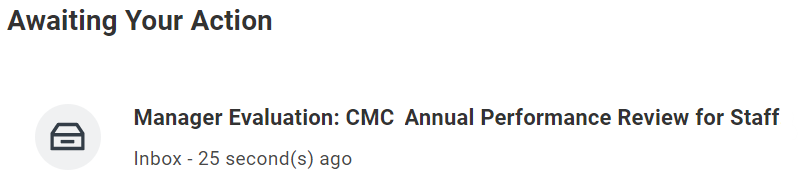 Awaiting Your Action
Manager Evaluation: CMC  Annual Performance Review for Staff
Inbox - 25 second(s) ago